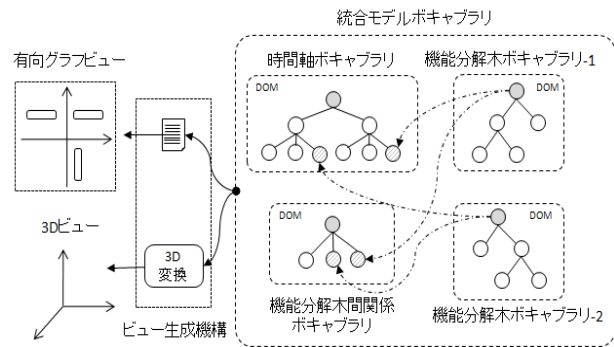 統合モデルボキャブラリ
有向グラフビュー
時間軸ボキャブラリ
機能分解木ボキャブラリ-1
DOM
DOM
3Dビュー
DOM
DOM
3D
変換
ビュー生成機構
機能分解木間関係
ボキャブラリ
機能分解木ボキャブラリ-2